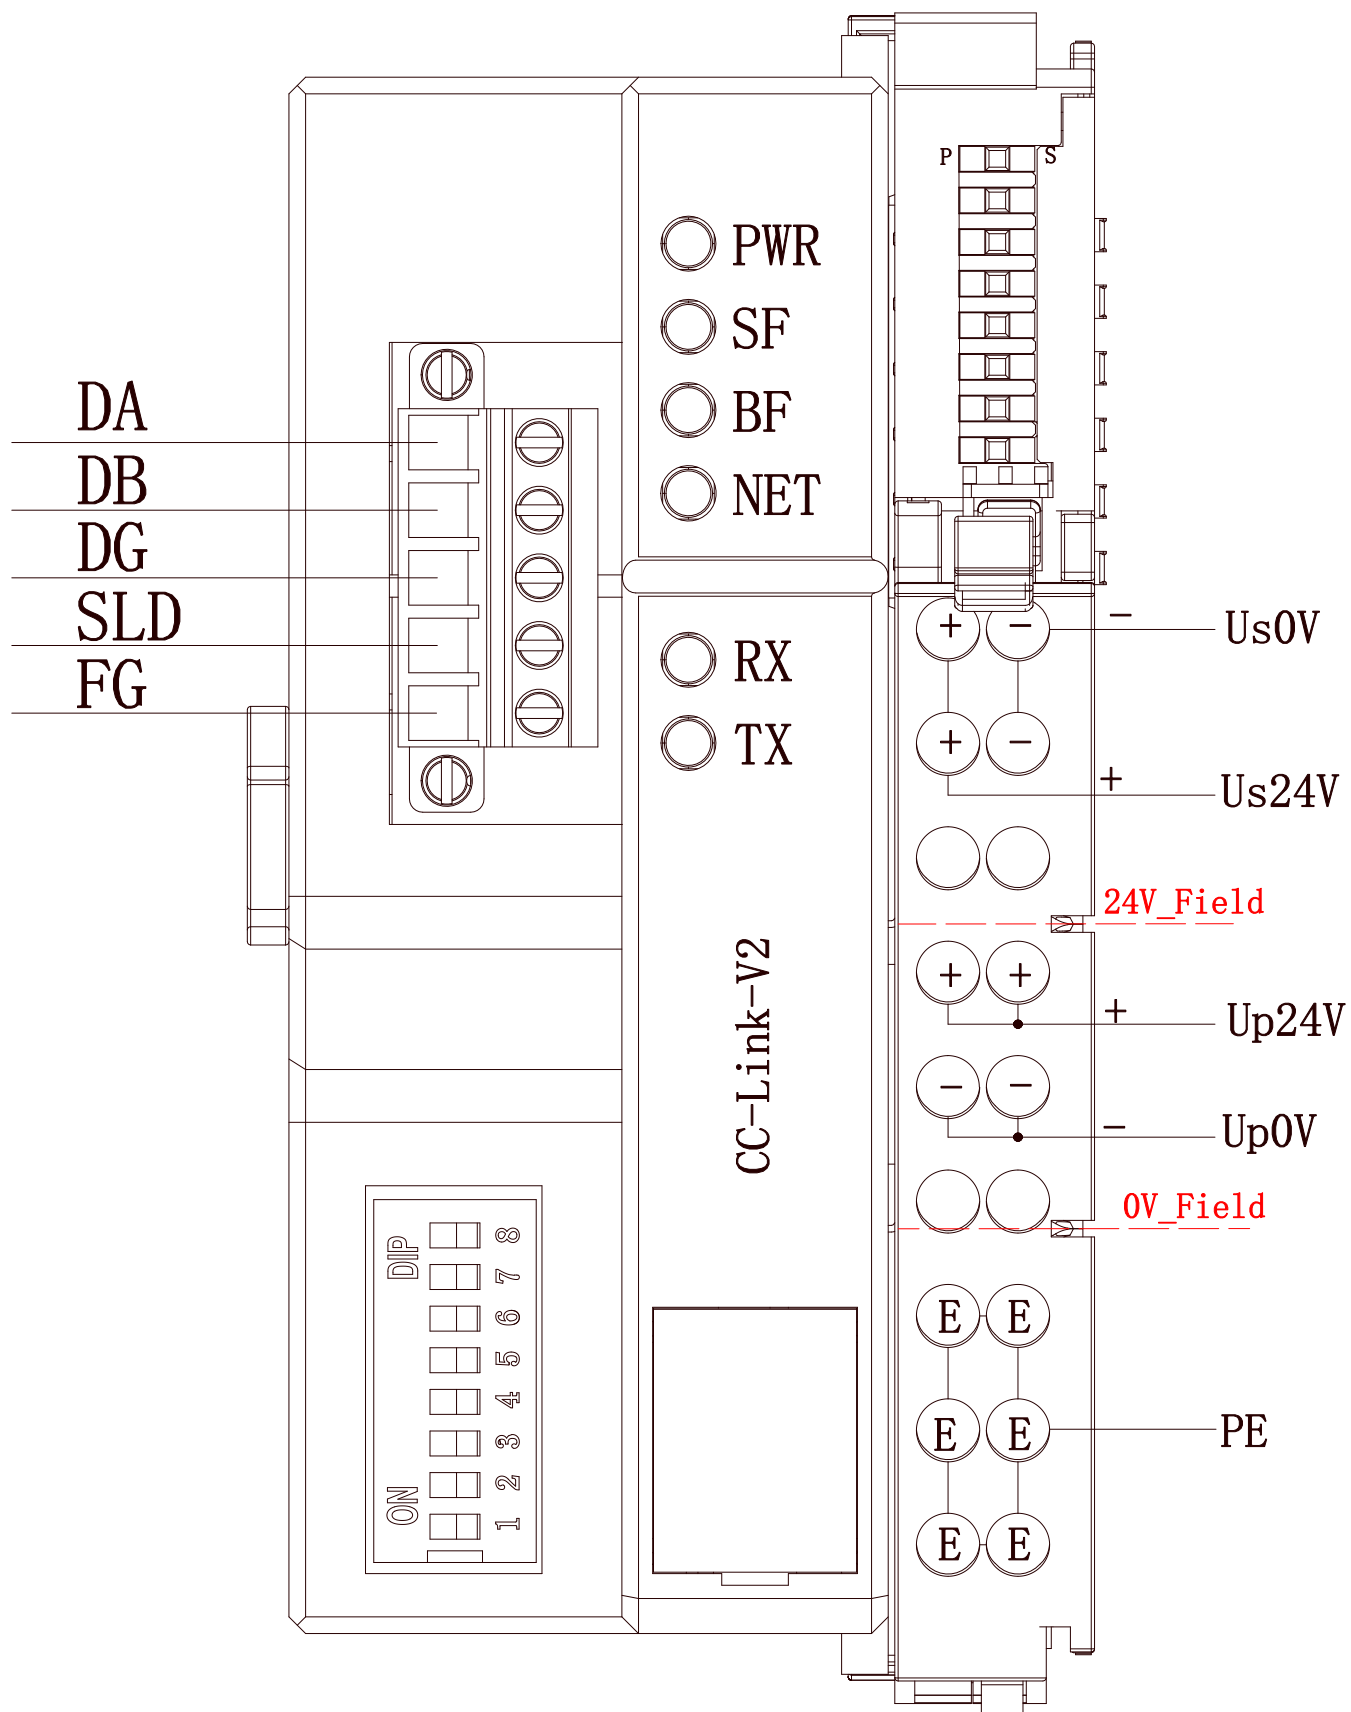 P S
PWR
SF
BF
NET
DA
DB
DG
SLD
FG
RX
TX
+ − − Us0V
+ −
+ Us24V
24V_Field
+ +
+ Up24V
− −
− Up0V
CC-Link-V2
0V_Field
DIP
ON
8
7
6
5
4
3
2
1
E E
E E PE
E E